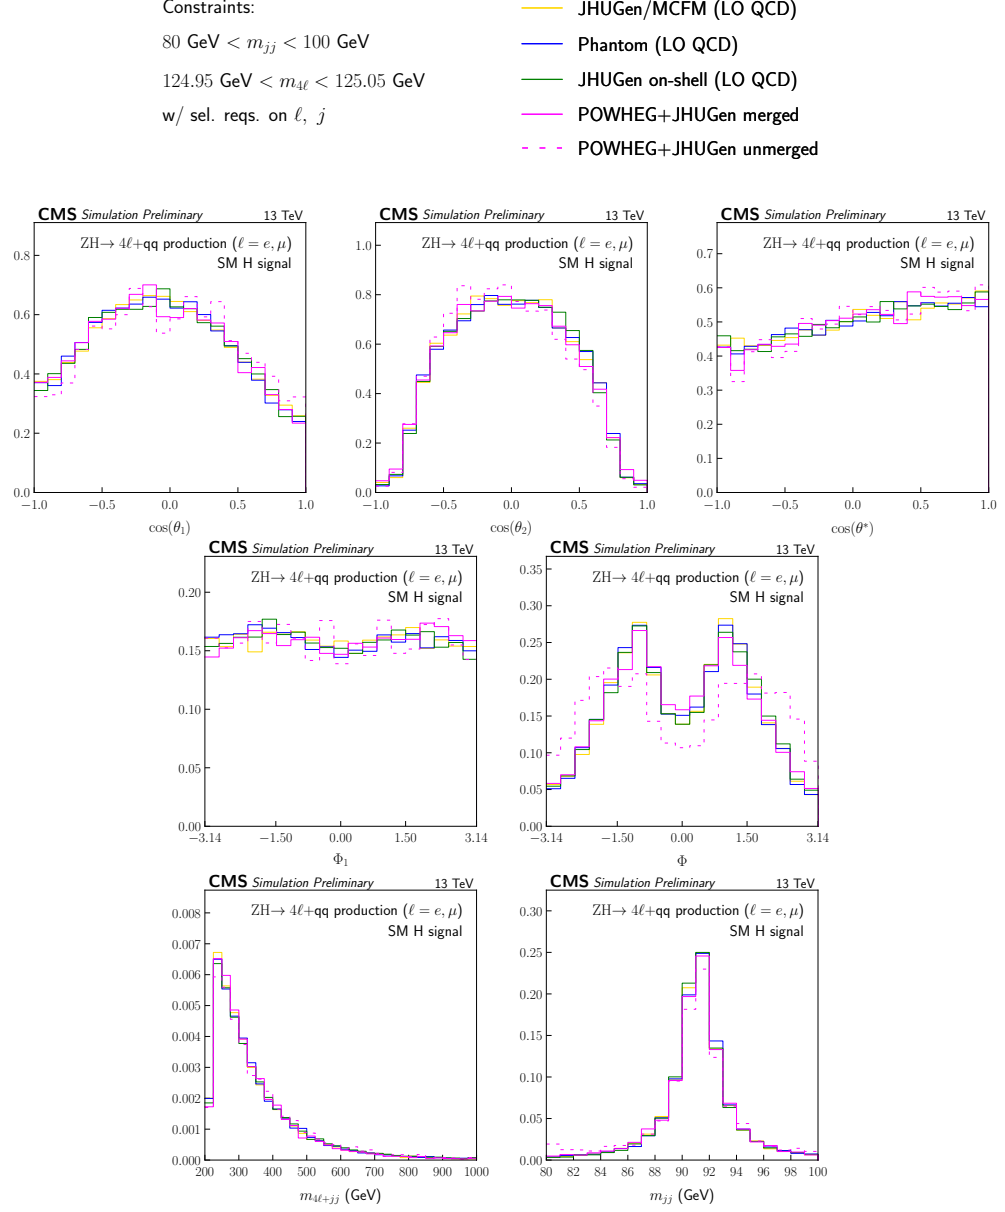 Constraints:
80 GeV < m_jj < 100 GeV
124.95 GeV < m_4ℓ < 125.05 GeV
w/ sel. reqs. on ℓ, j
JHUGen/MCFM (LO QCD)
Phantom (LO QCD)
JHUGen on-shell (LO QCD)
POWHEG+JHUGen merged
POWHEG+JHUGen unmerged
CMS Simulation Preliminary 13 TeV
ZH→ 4ℓ+qq production (ℓ = e, μ)
SM H signal
0.8
0.6
0.4
0.2
0.0
−1.0 −0.5 0.0 0.5 1.0
cos(θ₁)
CMS Simulation Preliminary 13 TeV
ZH→ 4ℓ+qq production (ℓ = e, μ)
SM H signal
1.0
0.8
0.6
0.4
0.2
0.0
−1.0 −0.5 0.0 0.5 1.0
cos(θ₂)
CMS Simulation Preliminary 13 TeV
ZH→ 4ℓ+qq production (ℓ = e, μ)
SM H signal
0.7
0.6
0.5
0.4
0.3
0.2
0.1
0.0
−1.0 −0.5 0.0 0.5 1.0
cos(θ*)
CMS Simulation Preliminary 13 TeV
ZH→ 4ℓ+qq production (ℓ = e, μ)
SM H signal
0.20
0.15
0.10
0.05
0.00
−3.14 −1.50 0.00 1.50 3.14
Φ₁
CMS Simulation Preliminary 13 TeV
ZH→ 4ℓ+qq production (ℓ = e, μ)
SM H signal
0.35
0.30
0.25
0.20
0.15
0.10
0.05
0.00
−3.14 −1.50 0.00 1.50 3.14
Φ
CMS Simulation Preliminary 13 TeV
ZH→ 4ℓ+qq production (ℓ = e, μ)
SM H signal
0.008
0.007
0.006
0.005
0.004
0.003
0.002
0.001
0.000
200 300 400 500 600 700 800 900 1000
m_4ℓ+jj (GeV)
CMS Simulation Preliminary 13 TeV
ZH→ 4ℓ+qq production (ℓ = e, μ)
SM H signal
0.30
0.25
0.20
0.15
0.10
0.05
0.00
80 82 84 86 88 90 92 94 96 98 100
m_jj (GeV)